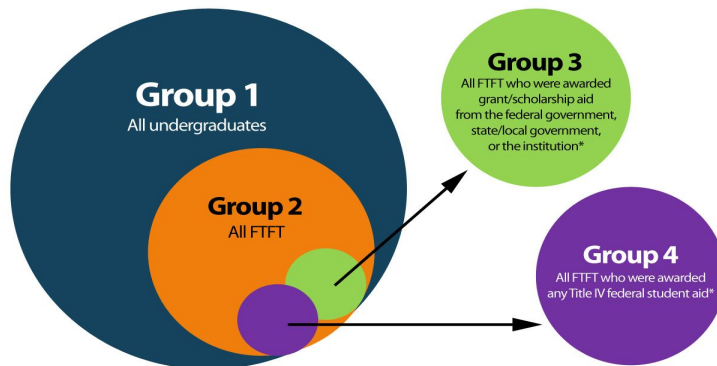 Group 1
All undergraduates
Group 2
All FTFT
Group 3
All FTFT who were awarded
grant/scholarship aid
from the federal government,
state/local government,
or the institution*
Group 4
All FTFT who were awarded
any Title IV federal student aid*